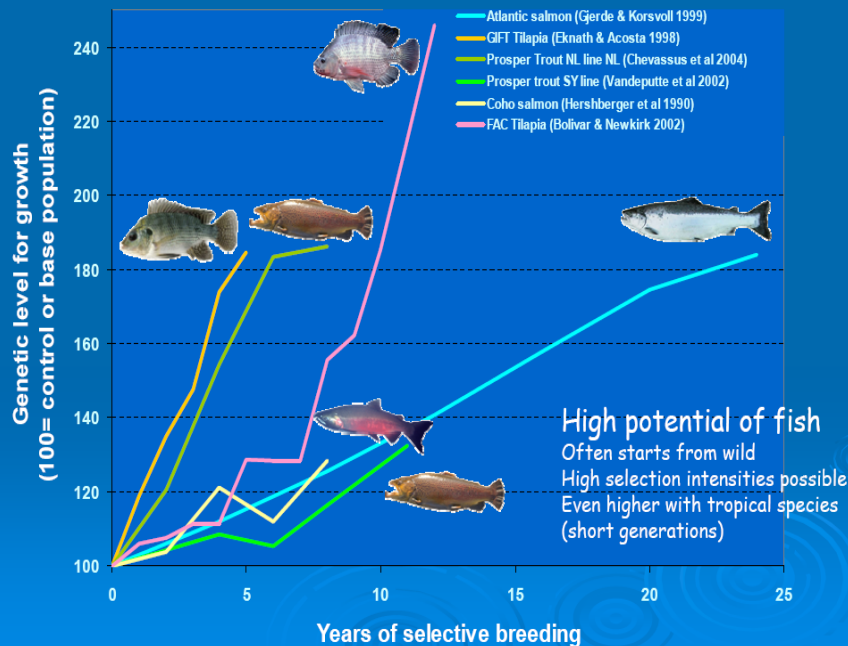 Atlantic salmon (Gjerde & Korsvoll 1999)
GIFT Tilapia (Eknath & Acosta 1998)
Prosper Trout NL line NL (Chevassus et al 2004)
Prosper trout SY line (Vandeputte et al 2002)
Coho salmon (Hershberger et al 1990)
FAC Tilapia (Bolivar & Newkirk 2002)
Genetic level for growth
(100= control or base population)
240
220
200
180
160
140
120
100
High potential of fish
Often starts from wild
High selection intensities possible
Even higher with tropical species
(short generations)
0
5
10
15
20
25
Years of selective breeding